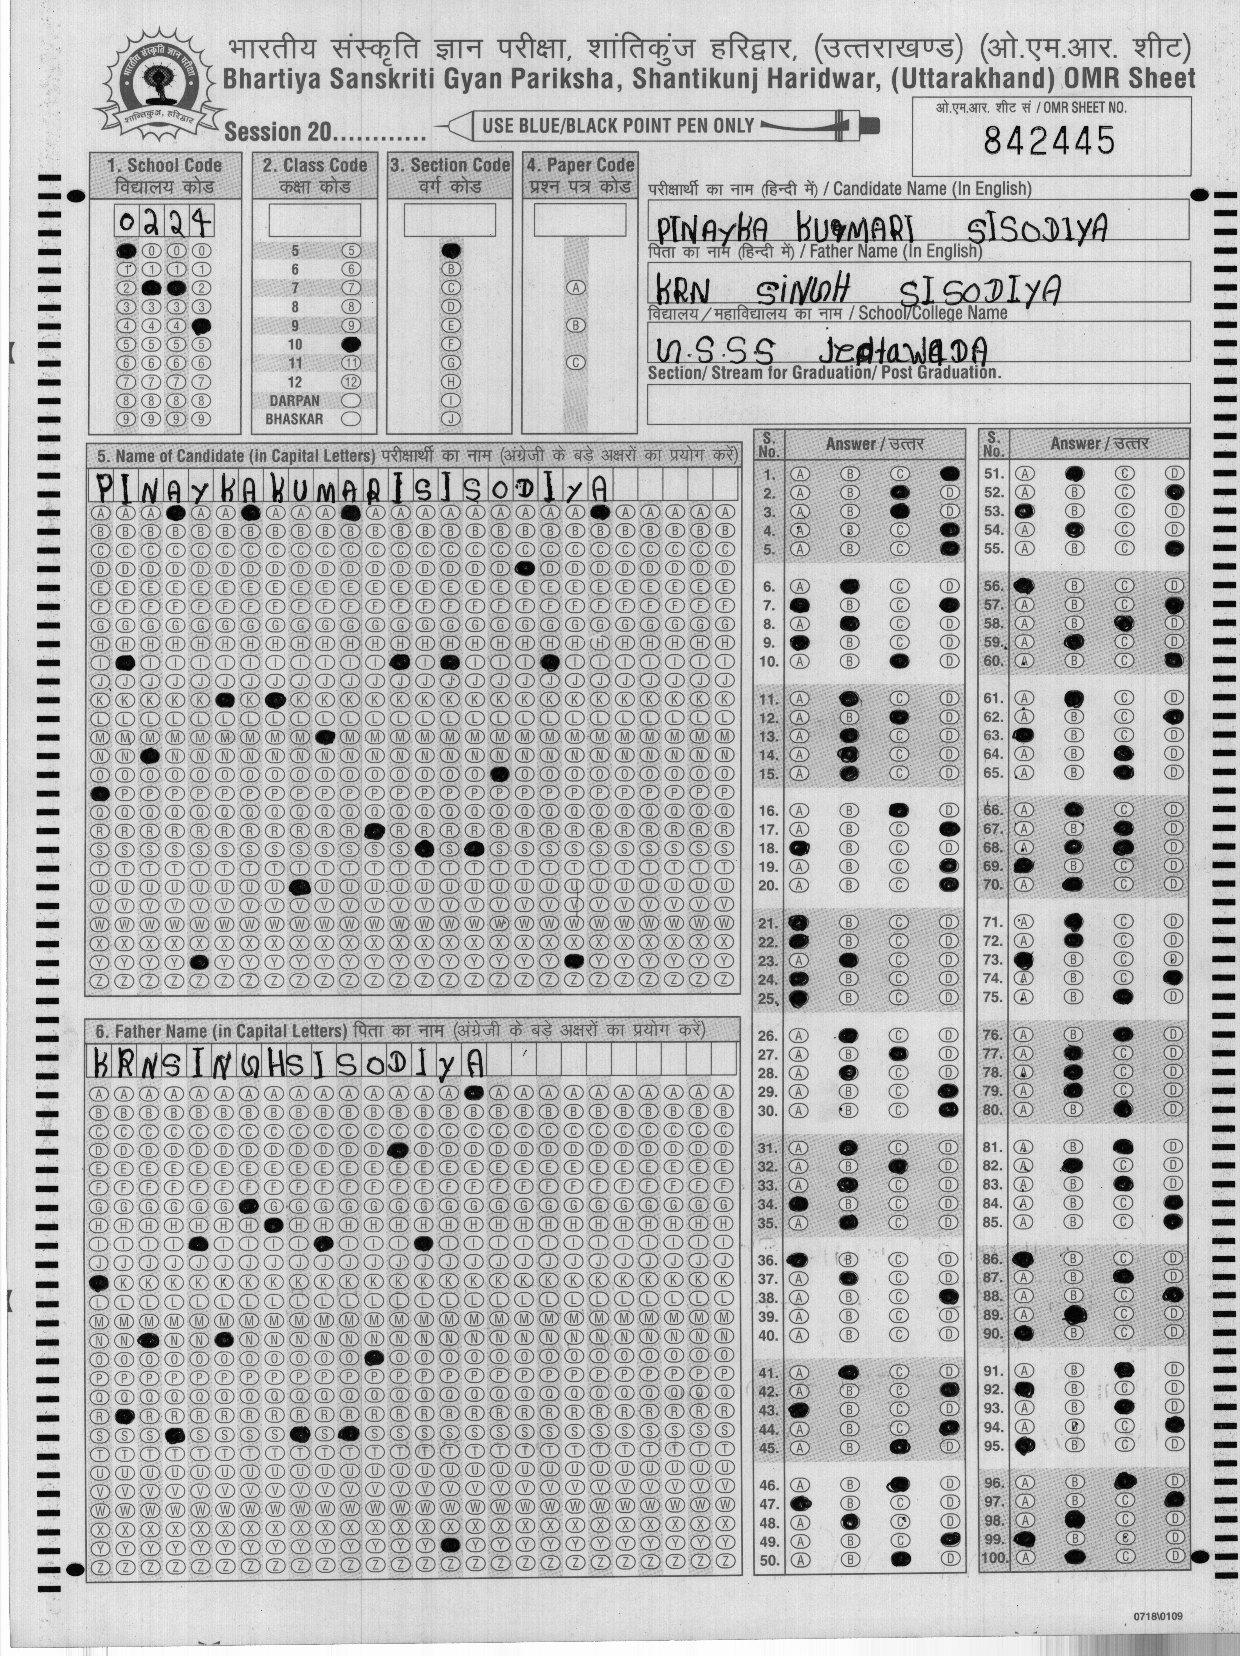 भारतीय संस्कृति ज्ञान परीक्षा, शांतिकुंज हरिद्वार, (उत्तराखण्ड) (ओ.एम.आर. शीट)
Bhartiya Sanskriti Gyan Pariksha, Shantikunj Haridwar, (Uttarakhand) OMR Sheet
Session 20............
USE BLUE/BLACK POINT PEN ONLY
ओ.एम.आर. शीट सं / OMR SHEET NO.
842445
1. School Code
विद्यालय कोड
0224
2. Class Code
कक्षा कोड
5
6
7
8
9
10
11
12
DARPAN
BHASKAR
3. Section Code
वर्ग कोड
4. Paper Code
प्रश्न पत्र कोड
परीक्षार्थी का नाम (हिन्दी में) / Candidate Name (In English)
PINAYKA KUMARI SISODIYA
पिता का नाम (हिन्दी में) / Father Name (In English)
KRN SINGH SISODIYA
विद्यालय/महाविद्यालय का नाम / School/College Name
Section/ Stream for Graduation/ Post Graduation.
5. Name of Candidate (in Capital Letters) परीक्षार्थी का नाम (अंग्रेजी के बड़े अक्षरों का प्रयोग करें)
PINAYKAKUMARISISODIYA
6. Father Name (in Capital Letters) पिता का नाम (अंग्रेजी के बड़े अक्षरों का प्रयोग करें)
KRNSINGHSISODIYA
S. No. Answer / उत्तर
S. No. Answer / उत्तर
0718\0109